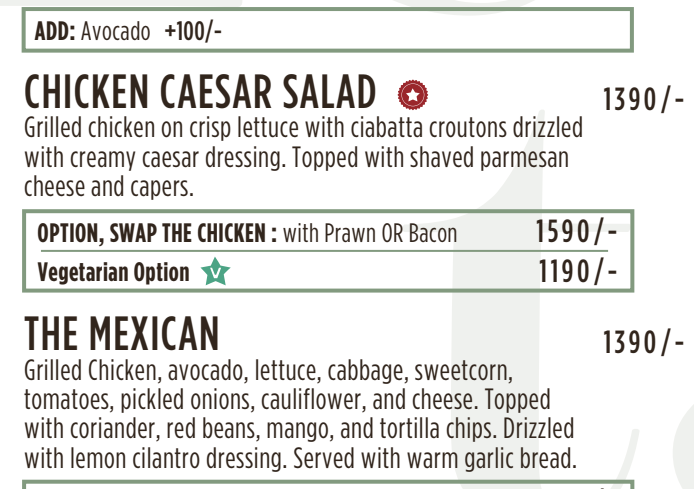 ADD: Avocado +100/-
CHICKEN CAESAR SALAD 1390/-
Grilled chicken on crisp lettuce with ciabatta croutons drizzled
with creamy caesar dressing. Topped with shaved parmesan
cheese and capers.
OPTION, SWAP THE CHICKEN : with Prawn OR Bacon 1590/-
Vegetarian Option V 1190/-
THE MEXICAN 1390/-
Grilled Chicken, avocado, lettuce, cabbage, sweetcorn,
tomatoes, pickled onions, cauliflower, and cheese. Topped
with coriander, red beans, mango, and tortilla chips. Drizzled
with lemon cilantro dressing. Served with warm garlic bread.